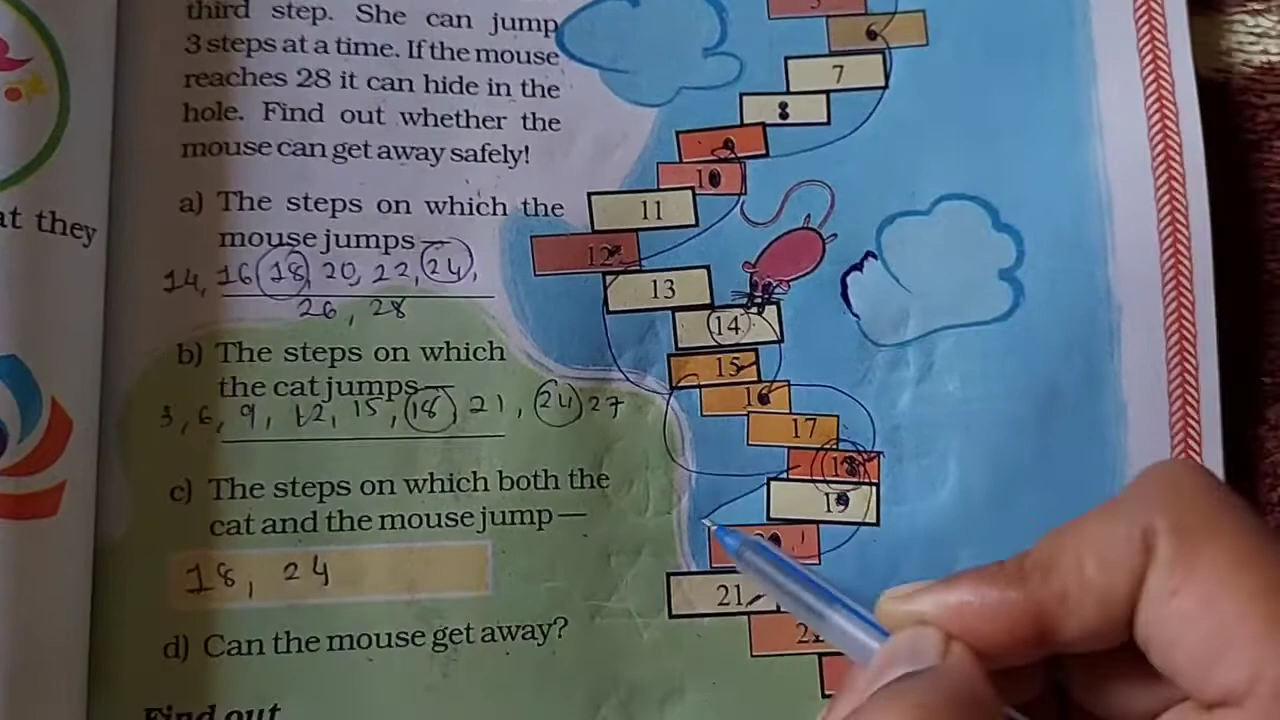 third step. She can jump
3 steps at a time. If the mouse
reaches 28 it can hide in the
hole. Find out whether the
mouse can get away safely!
at they
a) The steps on which the
mouse jumps —
14, 16, 18, 20, 22, 24,
26, 28
b) The steps on which
the cat jumps —
3, 6, 9, 12, 15, 18, 21, 24 27
c) The steps on which both the
cat and the mouse jump —
18, 24
d) Can the mouse get away?
Find out
6
7
8
9
10
11
12
13
14
15
16
17
18
19
20
21